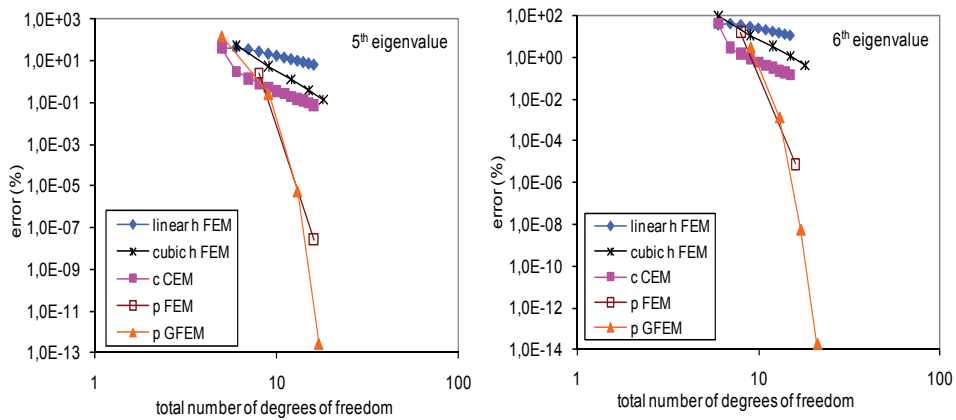 5th eigenvalue
error (%)
1,0E+03
1,0E+01
1,0E-01
1,0E-03
1,0E-05
1,0E-07
1,0E-09
1,0E-11
1,0E-13
linear h FEM
cubic h FEM
c CEM
p FEM
p GFEM
1 10 100
total number of degrees of freedom
6th eigenvalue
error (%)
1,0E+02
1,0E+00
1,0E-02
1,0E-04
1,0E-06
1,0E-08
1,0E-10
1,0E-12
1,0E-14
linear h FEM
cubic h FEM
c CEM
p FEM
p GFEM
1 10 100
total number of degrees of freedom